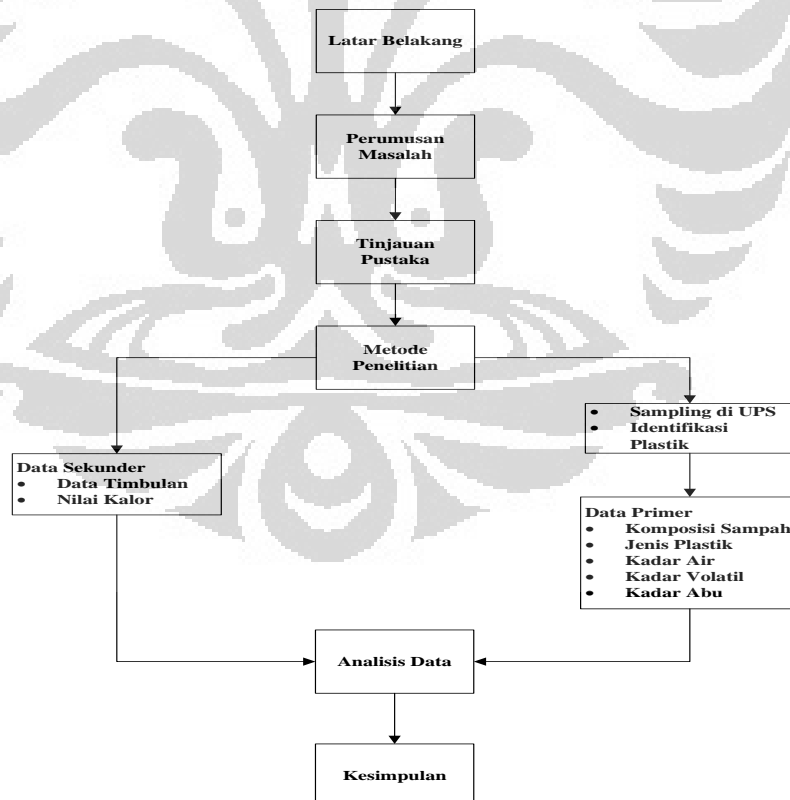 Latar Belakang
Perumusan
Masalah
Tinjauan
Pustaka
Metode
Penelitian
• Sampling di UPS
• Identifikasi
Plastik
Data Sekunder
• Data Timbulan
• Nilai Kalor
Data Primer
• Komposisi Sampah
• Jenis Plastik
• Kadar Air
• Kadar Volatil
• Kadar Abu
Analisis Data
Kesimpulan